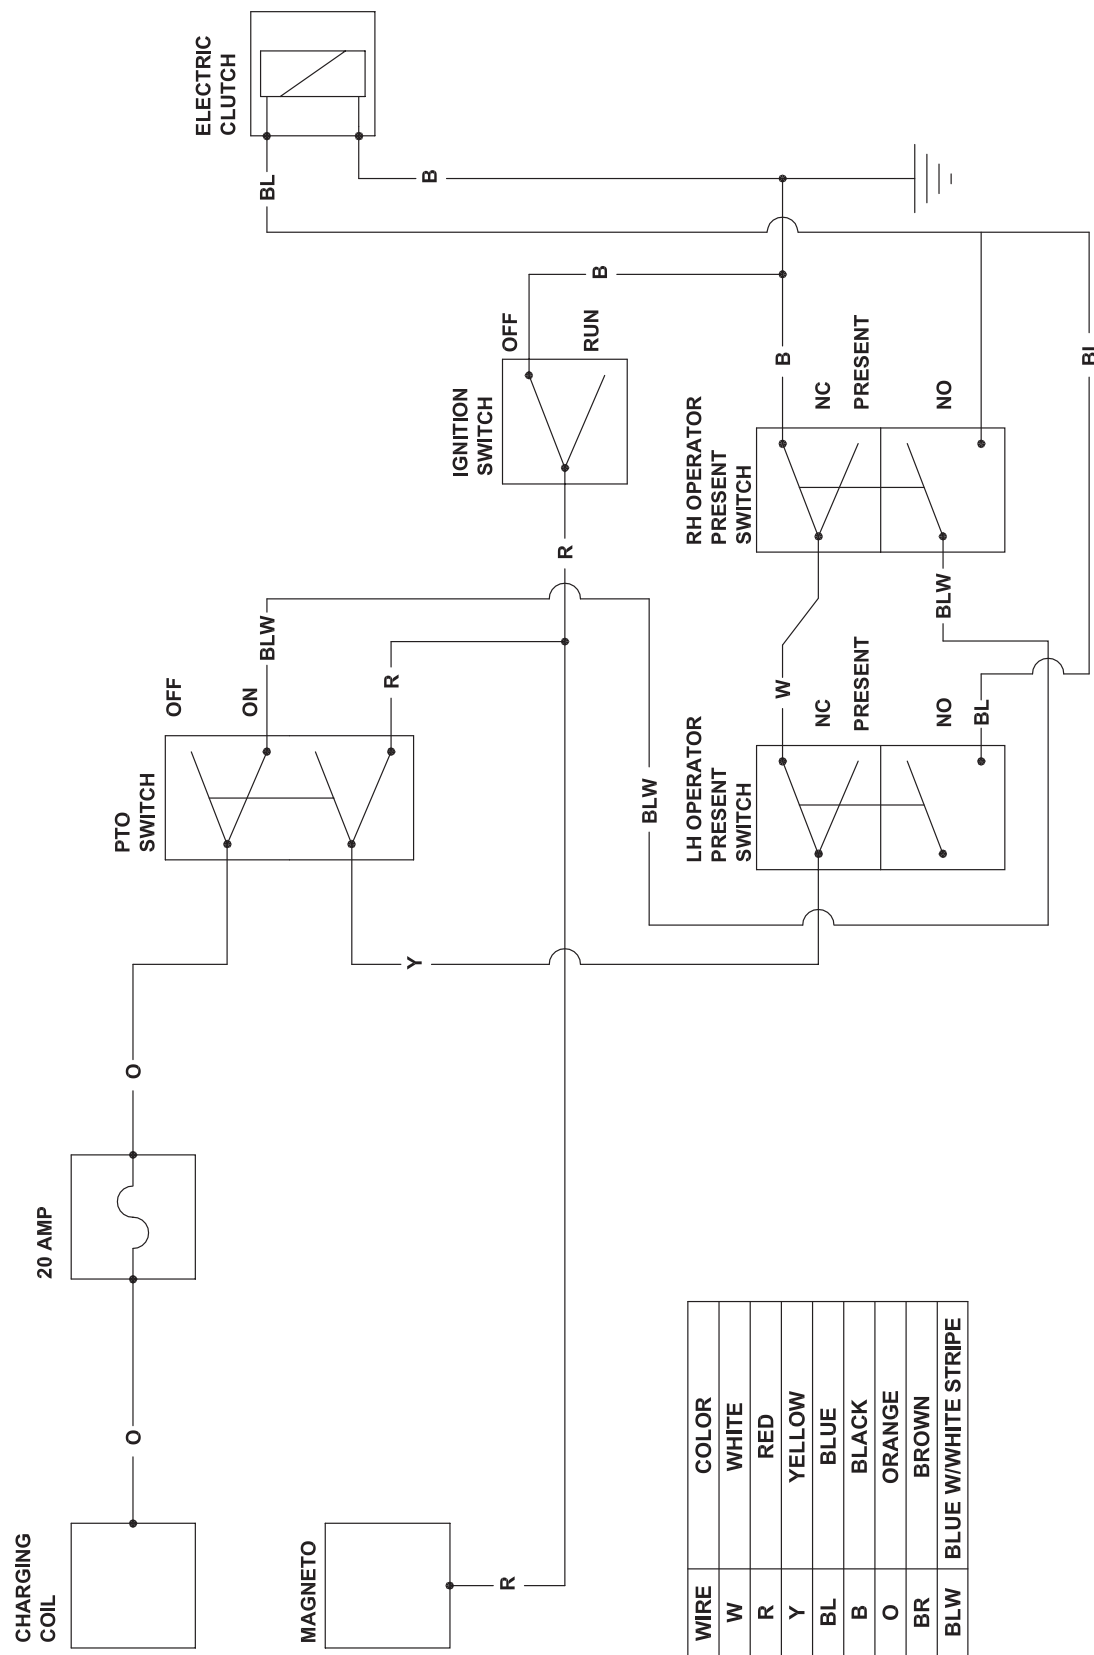 CHARGING
COIL
O
20 AMP
O
PTO
SWITCH
OFF
ON
BLW
R
ELECTRIC
CLUTCH
BL
B
MAGNETO
R
Y
R
IGNITION
SWITCH
OFF
RUN
B
BLW
LH OPERATOR
PRESENT
SWITCH
W
NC
PRESENT
NO
BL
RH OPERATOR
PRESENT
SWITCH
B
NC
PRESENT
NO
BLW
BL
WIRE COLOR
W WHITE
R RED
Y YELLOW
BL BLUE
B BLACK
O ORANGE
BR BROWN
BLW BLUE W/WHITE STRIPE